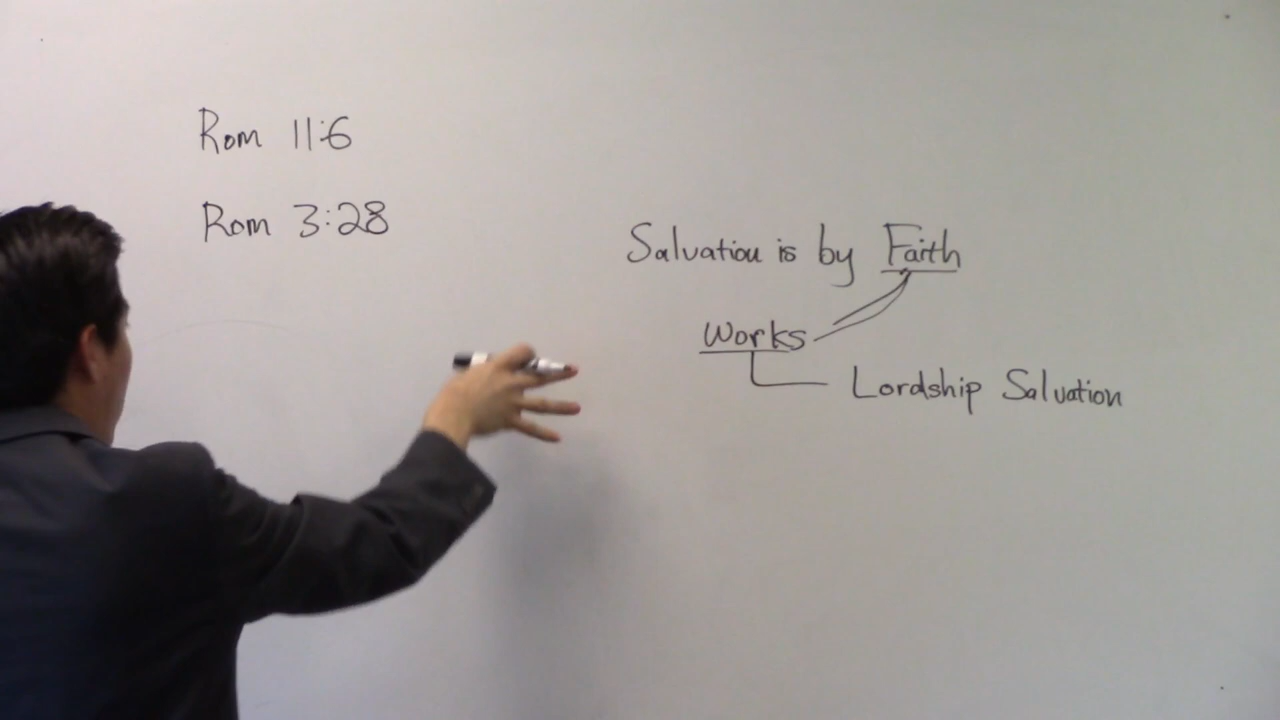 Rom 11:6
Rom 3:28
Salvation is by Faith
Works
Lordship Salvation